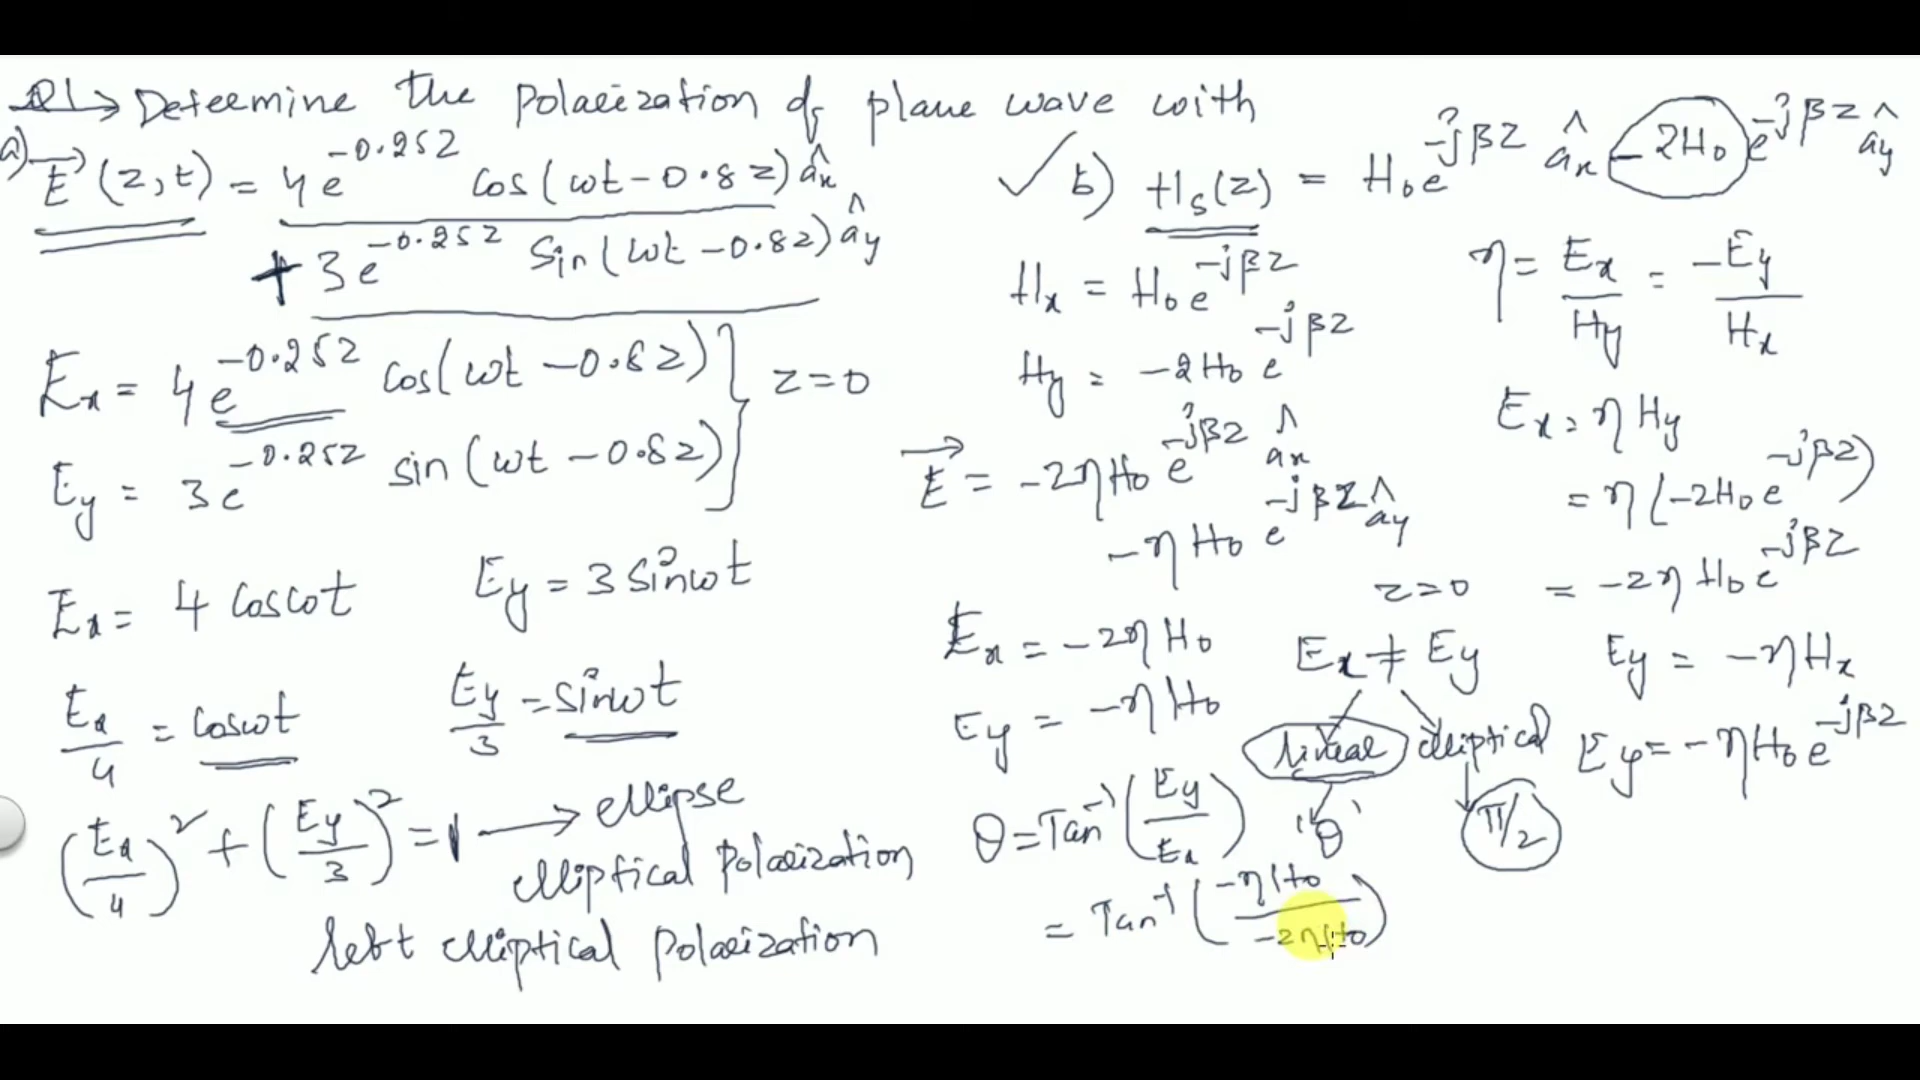 Q1→ Determine the Polarization of plane wave with
a) E⃗(z,t) = 4e^{-0.25z} cos(ωt-0.8z) âx
+ 3e^{-0.25z} Sin(ωt-0.8z) ây
Ex = 4e^{-0.25z} cos(ωt-0.8z) } z=0
Ey = 3e^{-0.25z} sin(ωt-0.8z)
Ex = 4 cosωt Ey = 3 sinωt
Ex/4 = cosωt Ey/3 = sinωt
(Ex/4)² + (Ey/3)² = 1 → ellipse
elliptical Polarization
left elliptical Polarization
✓ b) Hs(z) = H₀e^{-jβz} âx - 2H₀ e^{-jβz} ây
Hx = H₀e^{-jβz}
Hy = -2H₀ e^{-jβz}
E⃗ = -2ηH₀ e^{-jβz} âx
-ηH₀ e^{-jβz} ây
z=0
Ex = -2ηH₀
Ey = -ηH₀
Ex ≠ Ey
linear elliptical
'θ' π/2
θ = Tan⁻¹(Ey/Ex)
= Tan⁻¹(-ηH₀/-2ηH₀)
η = Ex/Hy = -Ey/Hx
Ex = ηHy
= η(-2H₀e^{-jβz})
= -2ηH₀e^{-jβz}
Ey = -ηHx
Ey = -ηH₀e^{-jβz}